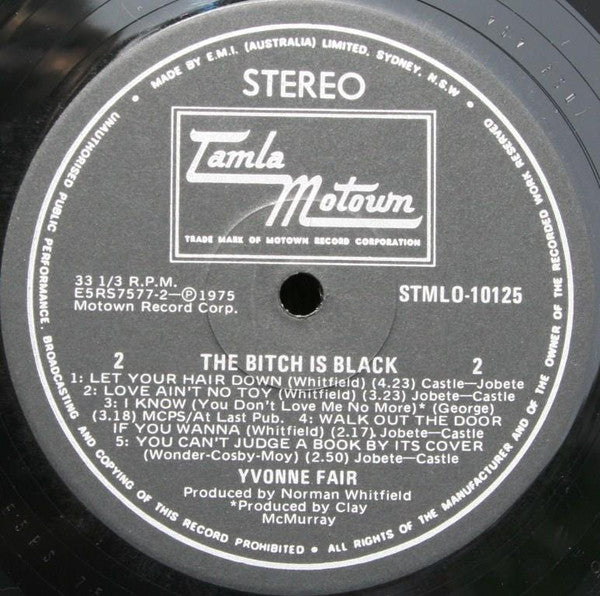 • MADE BY E.M.I. (AUSTRALIA) LIMITED, SYDNEY, N.S.W •
STEREO
Tamla
Motown
TRADE MARK OF MOTOWN RECORD CORPORATION
33 1/3 R.P.M.
E5RS7577-2—Ⓟ1975
Motown Record Corp.
STMLO-10125
2 THE BITCH IS BLACK 2
1: LET YOUR HAIR DOWN (Whitfield) (4.23) Castle—Jobete
2: LOVE AIN'T NO TOY (Whitfield) (3.23) Jobete—Castle
3: I KNOW (You Don't Love Me No More)* (George)
(3.18) MCPS/At Last Pub. 4: WALK OUT THE DOOR
IF YOU WANNA (Whitfield) (2.17) Jobete—Castle
5: YOU CAN'T JUDGE A BOOK BY ITS COVER
(Wonder-Cosby-Moy) (2.50) Jobete—Castle
YVONNE FAIR
Produced by Norman Whitfield
*Produced by Clay
McMurray
UNAUTHORISED PUBLIC PERFORMANCE, BROADCASTING AND COPYING OF THIS RECORD PROHIBITED • ALL RIGHTS OF THE MANUFACTURER AND OF THE OWNER OF THE RECORDED WORK RESERVED